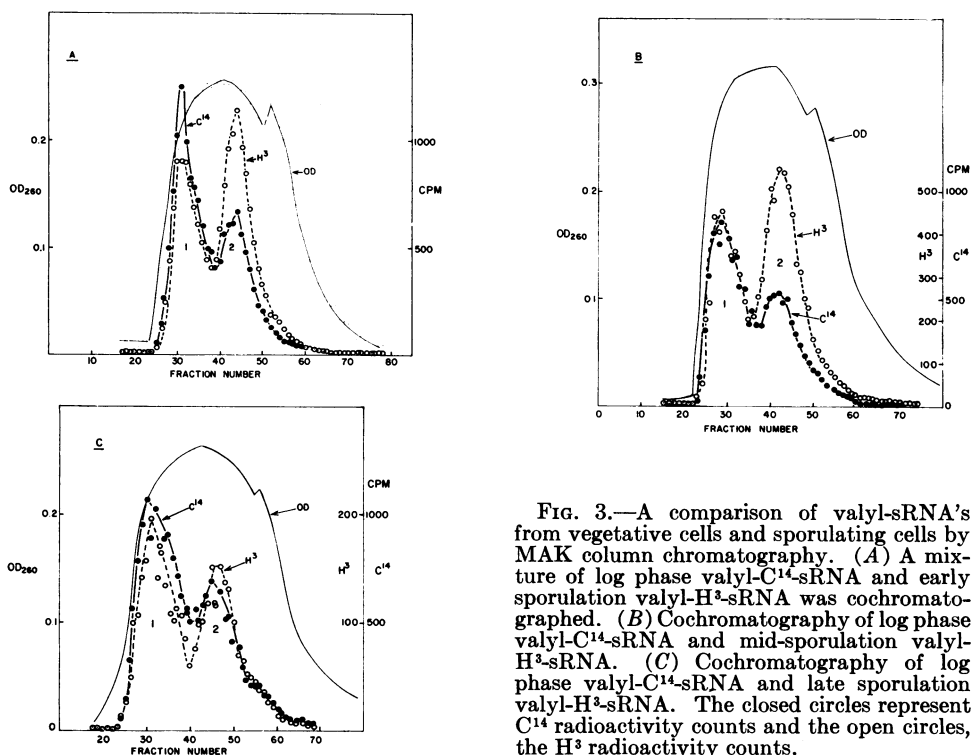 A
0.2
OD260
0.1
C14
H3
OD
1
2
1000
CPM
500
10 20 30 40 50 60 70 80
FRACTION NUMBER
B
0.3
0.2
OD260
0.1
0
OD
H3
2
1
C14
CPM
500 1000
400
H3 C14
300
500
200
100
0
0 10 20 30 40 50 60 70
FRACTION NUMBER
C
0.2
OD260
0.1
0
C14
OD
H3
1
2
CPM
200 1000
H3 C14
100 500
20 30 40 50 60 70
FRACTION NUMBER
FIG. 3.—A comparison of valyl-sRNA's
from vegetative cells and sporulating cells by
MAK column chromatography. (A) A mix-
ture of log phase valyl-C14-sRNA and early
sporulation valyl-H3-sRNA was cochromato-
graphed. (B) Cochromatography of log phase
valyl-C14-sRNA and mid-sporulation valyl-
H3-sRNA. (C) Cochromatography of log
phase valyl-C14-sRNA and late sporulation
valyl-H3-sRNA. The closed circles represent
C14 radioactivity counts and the open circles,
the H3 radioactivity counts.